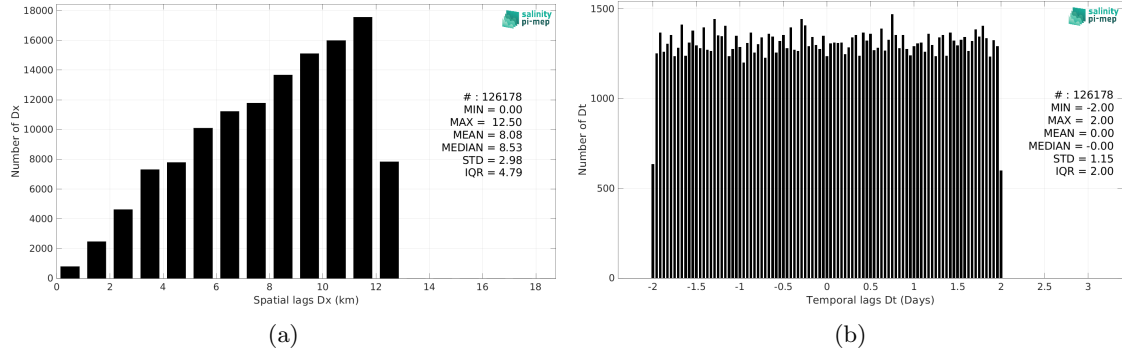 salinity
pi-mep
18000
16000
14000
12000
10000
8000
6000
4000
2000
0
Number of Dx
# : 126178
MIN = 0.00
MAX = 12.50
MEAN = 8.08
MEDIAN = 8.53
STD = 2.98
IQR = 4.79
0 2 4 6 8 10 12 14 16 18
Spatial lags Dx (km)
(a)
salinity
pi-mep
1500
1000
500
0
Number of Dt
# : 126178
MIN = -2.00
MAX = 2.00
MEAN = 0.00
MEDIAN = -0.00
STD = 1.15
IQR = 2.00
-2 -1.5 -1 -0.5 0 0.5 1 1.5 2 2.5 3
Temporal lags Dt (Days)
(b)